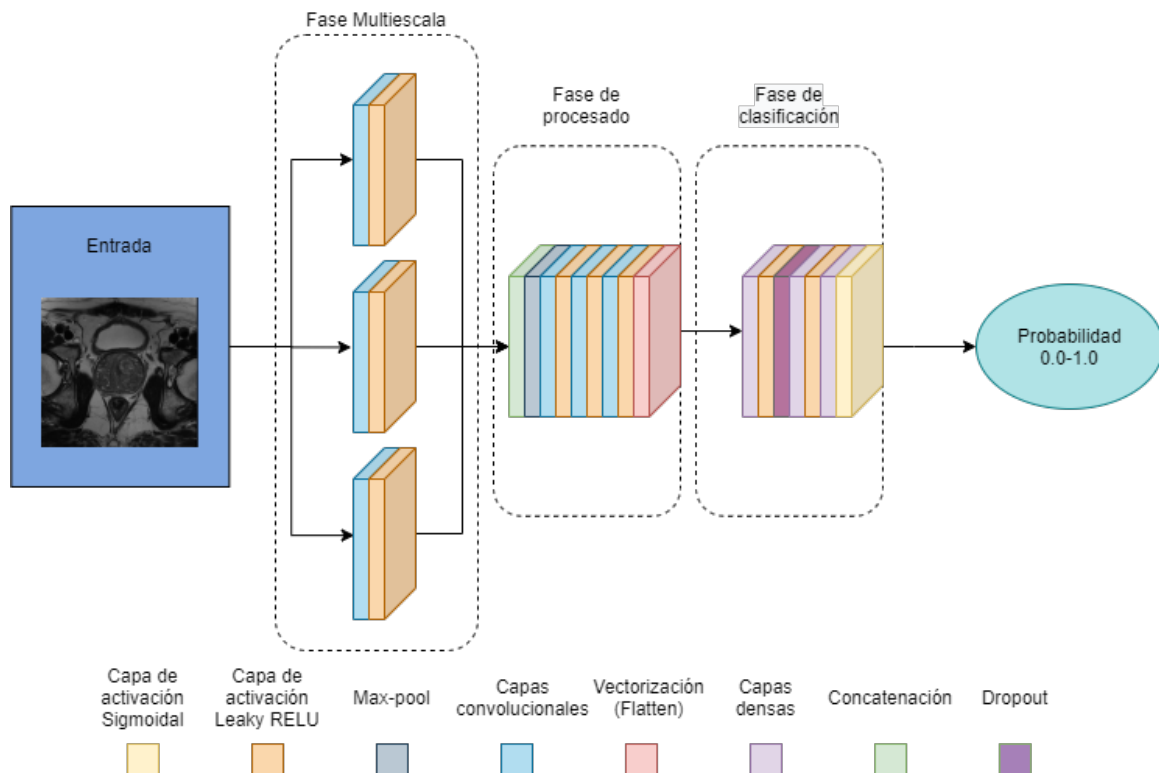 Fase Multiescala
Fase de
procesado
Fase de
clasificación
Entrada
Probabilidad
0.0-1.0
Capa de
activación
Sigmoidal
Capa de
activación
Leaky RELU
Max-pool
Capas
convolucionales
Vectorización
(Flatten)
Capas
densas
Concatenación
Dropout